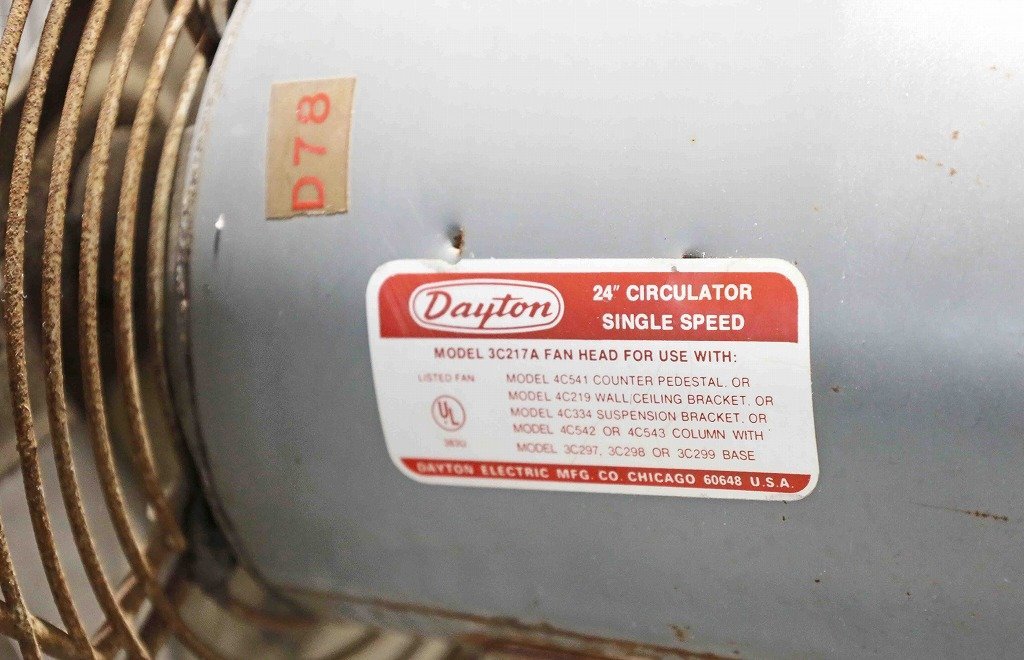 D78
Dayton
24" CIRCULATOR
SINGLE SPEED
MODEL 3C217A FAN HEAD FOR USE WITH:
LISTED FAN
UL
383U
MODEL 4C541 COUNTER PEDESTAL, OR
MODEL 4C219 WALL/CEILING BRACKET, OR
MODEL 4C334 SUSPENSION BRACKET, OR
MODEL 4C542 OR 4C543 COLUMN WITH
MODEL 3C297, 3C298 OR 3C299 BASE
DAYTON ELECTRIC MFG. CO. CHICAGO 60648 U.S.A.